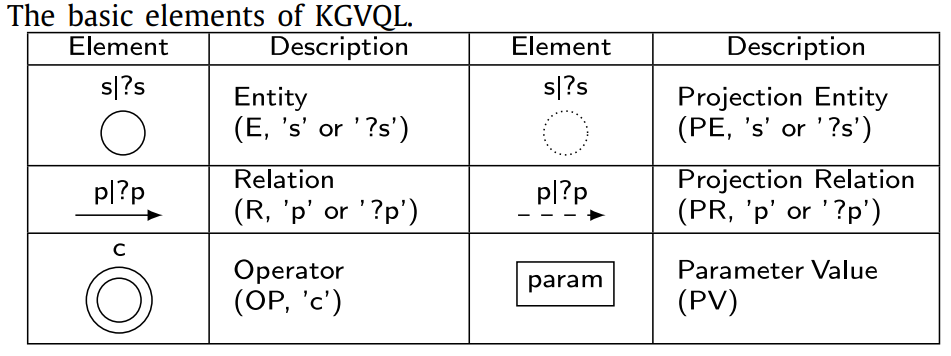 The basic elements of KGVQL.
Element Description Element Description
s|?s Entity (E, 's' or '?s') s|?s Projection Entity (PE, 's' or '?s')
p|?p Relation (R, 'p' or '?p') p|?p Projection Relation (PR, 'p' or '?p')
c Operator (OP, 'c') param Parameter Value (PV)